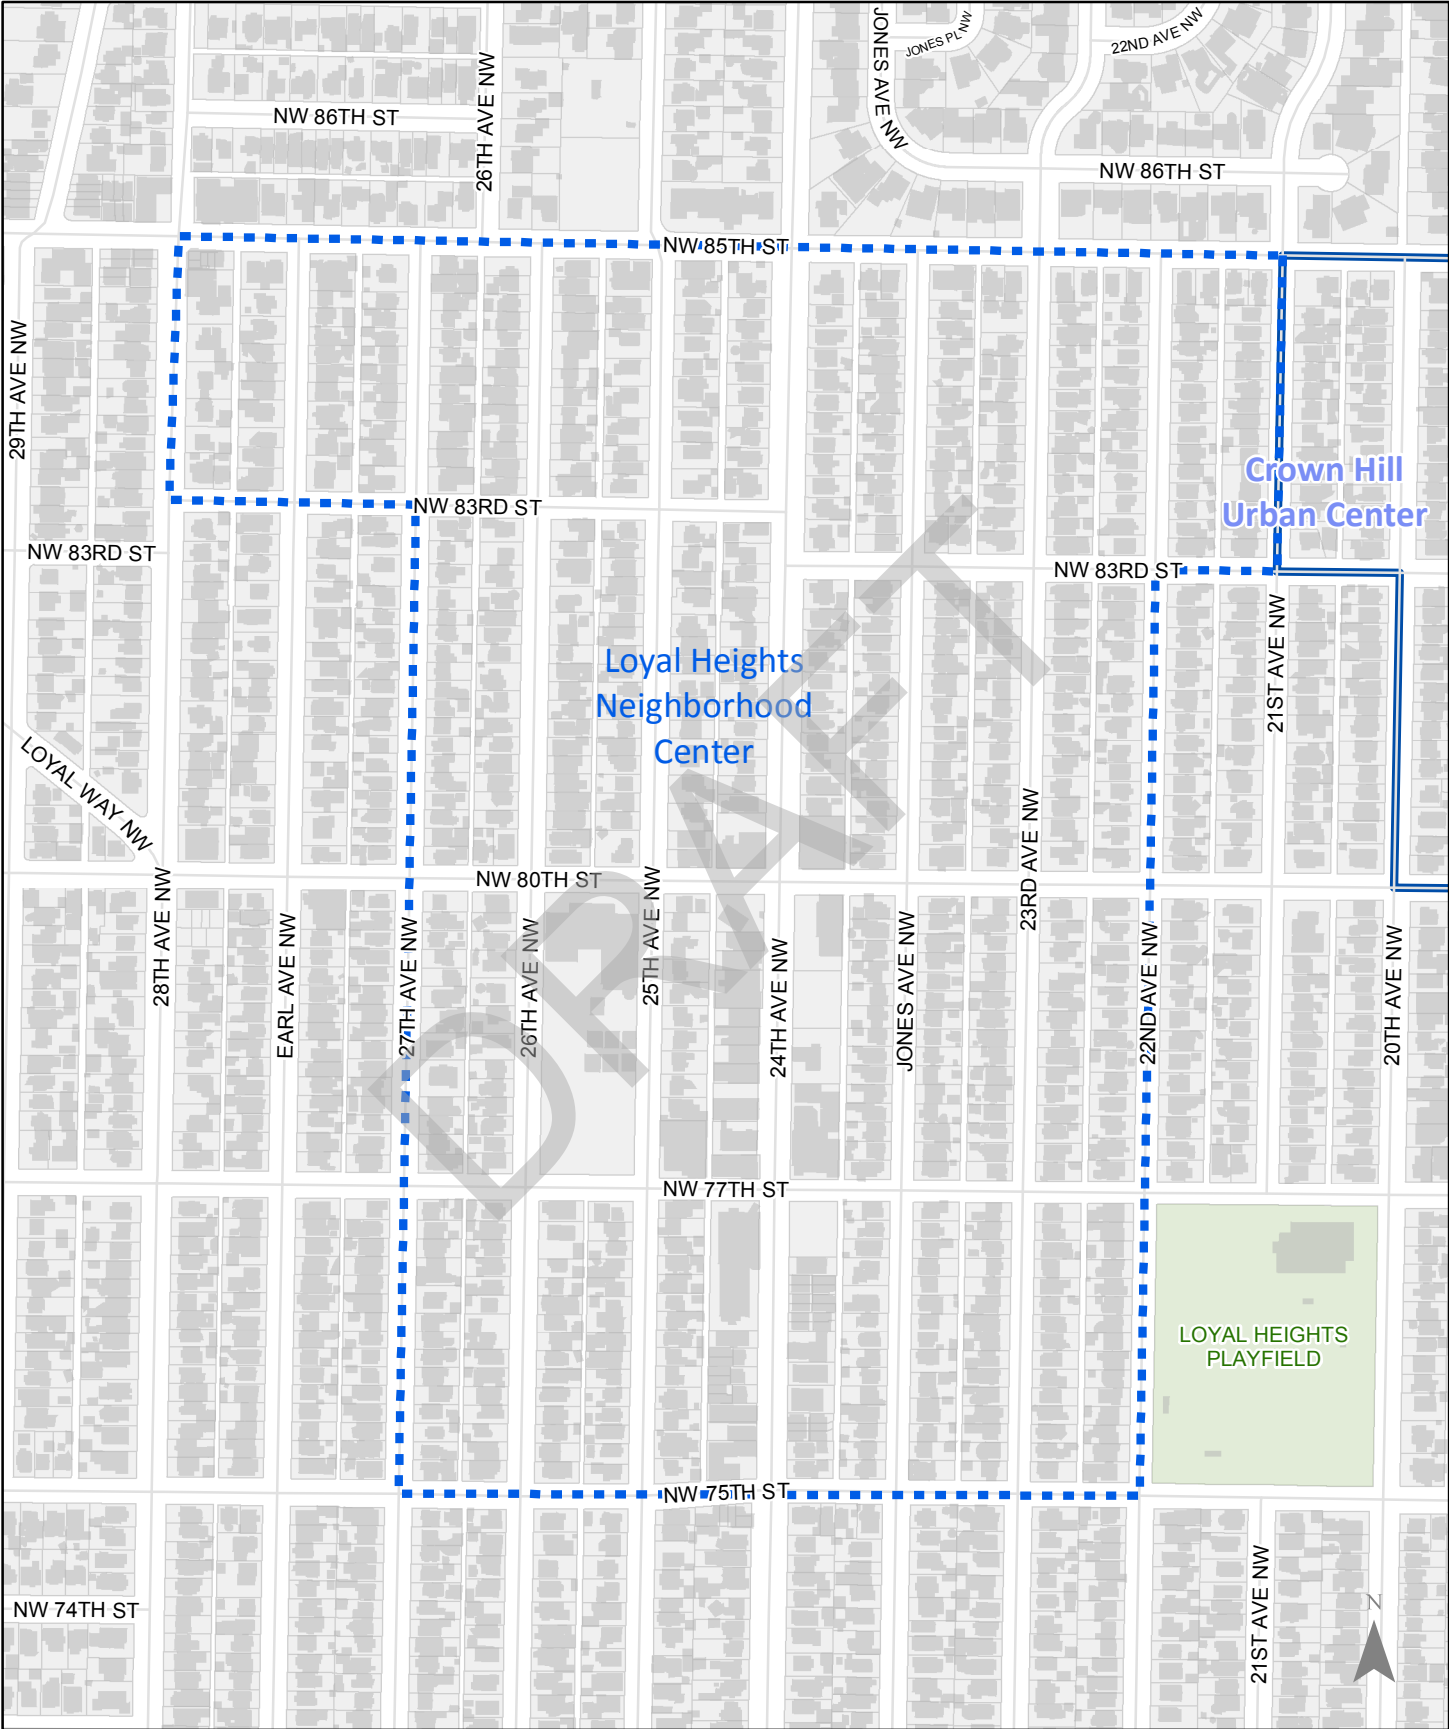 JONES AVE NW
JONES PL NW
22ND AVE NW
26TH AVE NW
NW 86TH ST
NW 86TH ST
NW 85TH ST
29TH AVE NW
Crown Hill
Urban Center
NW 83RD ST
NW 83RD ST
NW 83RD ST
21ST AVE NW
Loyal Heights
Neighborhood
Center
LOYAL WAY NW
DRAFT
23RD AVE NW
NW 80TH ST
28TH AVE NW
EARL AVE NW
27TH AVE NW
26TH AVE NW
25TH AVE NW
24TH AVE NW
JONES AVE NW
22ND AVE NW
20TH AVE NW
NW 77TH ST
LOYAL HEIGHTS
PLAYFIELD
NW 75TH ST
21ST AVE NW
NW 74TH ST
N